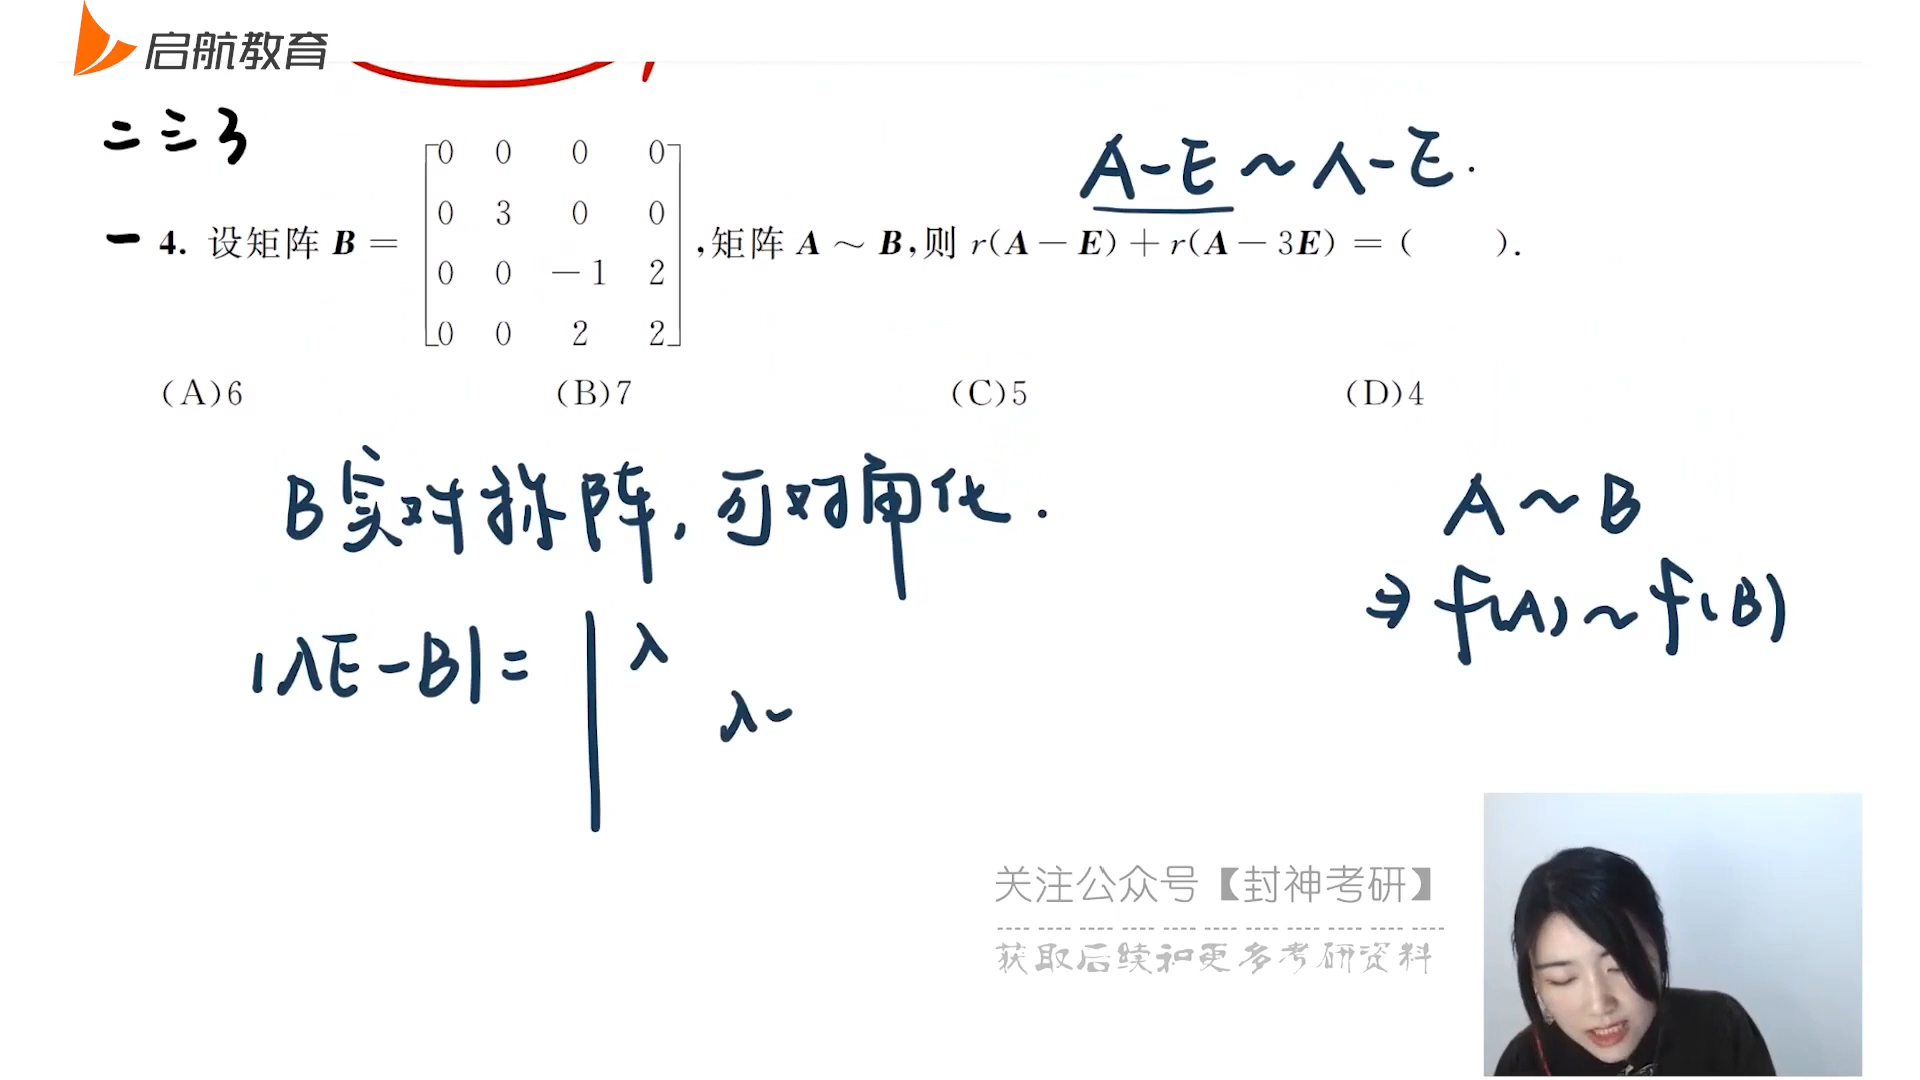 启航教育
二 三 3
A-E ~ Λ-E.
一 4. 设矩阵 B = [0 0 0 0
0 3 0 0
0 0 -1 2
0 0 2 2] ,矩阵 A ~ B,则 r(A-E)+r(A-3E)=( ).
(A)6 (B)7 (C)5 (D)4
B实对称阵,可对角化.
A ~ B
⇒ f(A) ~ f(B)
|λE-B|= | λ
λ-
关注公众号【封神考研】
获取后续和更多考研资料